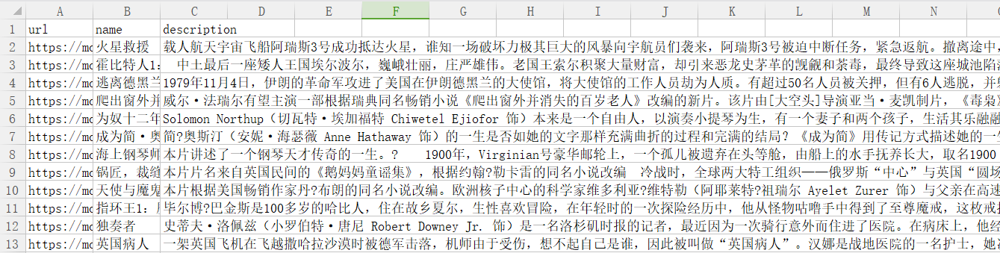 A B C D E F G H I J K L M N
1 url name description
2 https://mo 火星救援 载人航天宇宙飞船阿瑞斯3号成功抵达火星，谁知一场破坏力极其巨大的风暴向宇航员们袭来，阿瑞斯3号被迫中断任务，紧急返航。撤离途中，
3 https://mo 霍比特人1: 中土最后一座矮人王国埃尔波尔，巍峨壮丽，庄严雄伟。老国王索尔积聚大量财富，却引来恶龙史茅革的觊觎和荼毒，最终导致这座城池陷
4 https://mo 逃离德黑兰 1979年11月4日，伊朗的革命军攻进了美国在伊朗德黑兰的大使馆，将大使馆的工作人员劫为人质。有超过50名人员被关押，但有6人逃脱，并
5 https://mo 爬出窗外并 威尔·法瑞尔有望主演一部根据瑞典同名畅销小说《爬出窗外并消失的百岁老人》改编的新片。该片由[大空头]导演亚当·麦凯制片，《毒枭
6 https://mo 为奴十二年 Solomon Northup（切瓦特·埃加福特 Chiwetel Ejiofor 饰）本来是一个自由人，以演奏小提琴为生，有一个妻子和两个孩子，生活其乐融融
7 https://mo 成为简·奥 简?奥斯汀（安妮·海瑟薇 Anne Hathaway 饰）的一生是否如她的文字那样充满曲折的过程和完满的结局？《成为简》用传记方式描述她的一
8 https://mo 海上钢琴师 本片讲述了一个钢琴天才传奇的一生。? 1900年，Virginian号豪华邮轮上，一个孤儿被遗弃在头等舱，由船上的水手抚养长大，取名1900
9 https://mo 锅匠，裁缝 本片片名来自英国民间的《鹅妈妈童谣集》，根据约翰?勒卡雷的同名小说改编 冷战时，全球两大特工组织——俄罗斯“中心”与英国“圆场
10 https://mo 天使与魔鬼 本片根据美国畅销作家丹?布朗的同名小说改编。欧洲核子中心的科学家维多利亚?维特勒（阿耶莱特?祖瑞尔 Ayelet Zurer 饰）与父亲在高速
11 https://mo 指环王1: 毕尔博?巴金斯是100多岁的哈比人，住在故乡夏尔，生性喜欢冒险，在年轻时的一次探险经历中，他从怪物咕噜手中得到了至尊魔戒，这枚戒
12 https://mo 独奏者 史蒂夫·洛佩兹（小罗伯特·唐尼 Robert Downey Jr. 饰）是一名洛杉矶时报的记者，最近因为一次骑行意外而住进了医院。在病床上，他经
13 https://mo 英国病人 一架英国飞机在飞越撒哈拉沙漠时被德军击落，机师由于受伤，想不起自己是谁，因此被叫做“英国病人”。汉娜是战地医院的一名护士，她